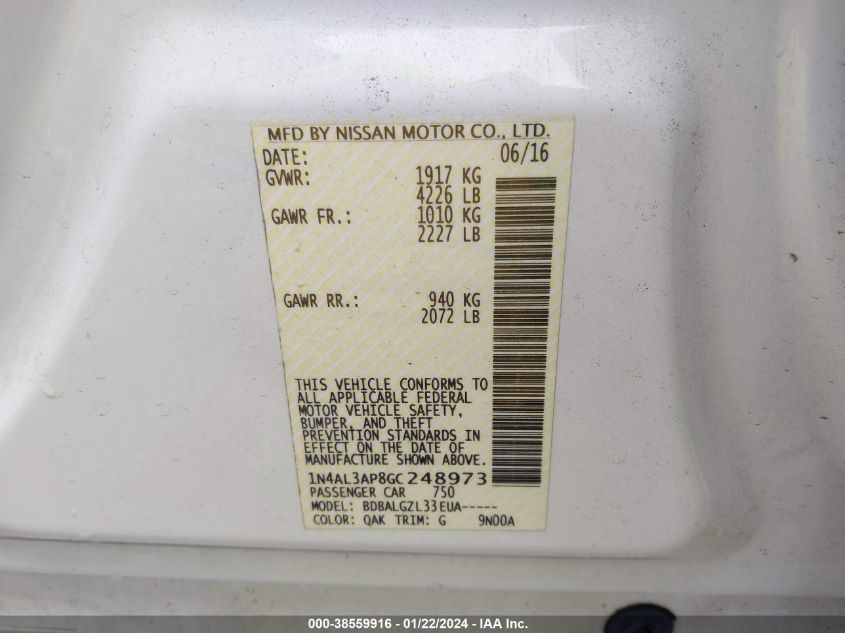 MFD BY NISSAN MOTOR CO., LTD.
DATE: 06/16
GVWR: 1917 KG
4226 LB
GAWR FR.: 1010 KG
2227 LB
GAWR RR.: 940 KG
2072 LB
THIS VEHICLE CONFORMS TO
ALL APPLICABLE FEDERAL
MOTOR VEHICLE SAFETY,
BUMPER, AND THEFT
PREVENTION STANDARDS IN
EFFECT ON THE DATE OF
MANUFACTURE SHOWN ABOVE.
1N4AL3AP8GC248973
PASSENGER CAR 750
MODEL: BDBALGZL33EUA-----
COLOR: QAK TRIM: G 9N00A
000-38559916 - 01/22/2024 - IAA Inc.